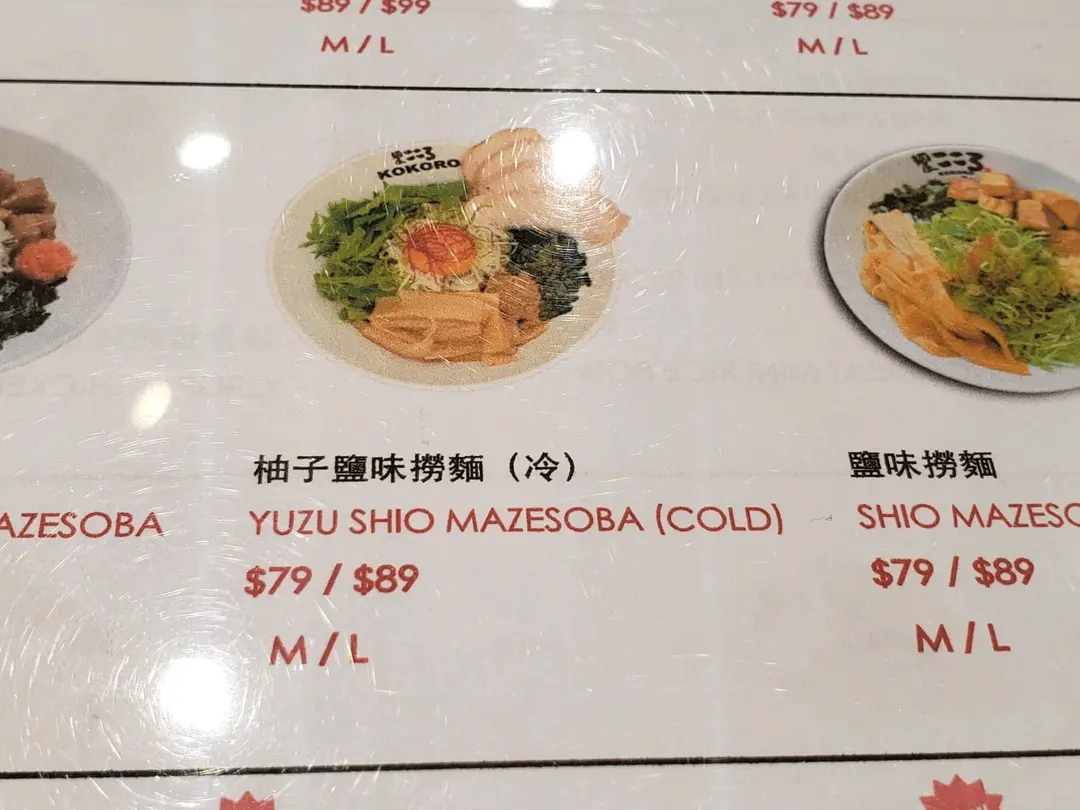 $89 / $99
$79 / $89
M / L
M / L
KOKORO
柚子鹽味撈麵（冷）
鹽味撈麵
AZESOBA
YUZU SHIO MAZESOBA (COLD)
SHIO MAZESO
$79 / $89
$79 / $89
M / L
M / L